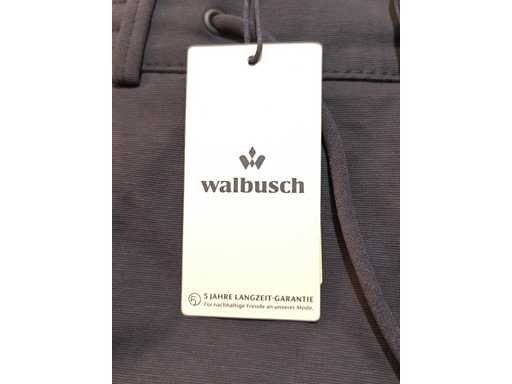 walbusch
5 JAHRE LANGZEIT-GARANTIE
Für nachhaltige Freude an unserer Mode.